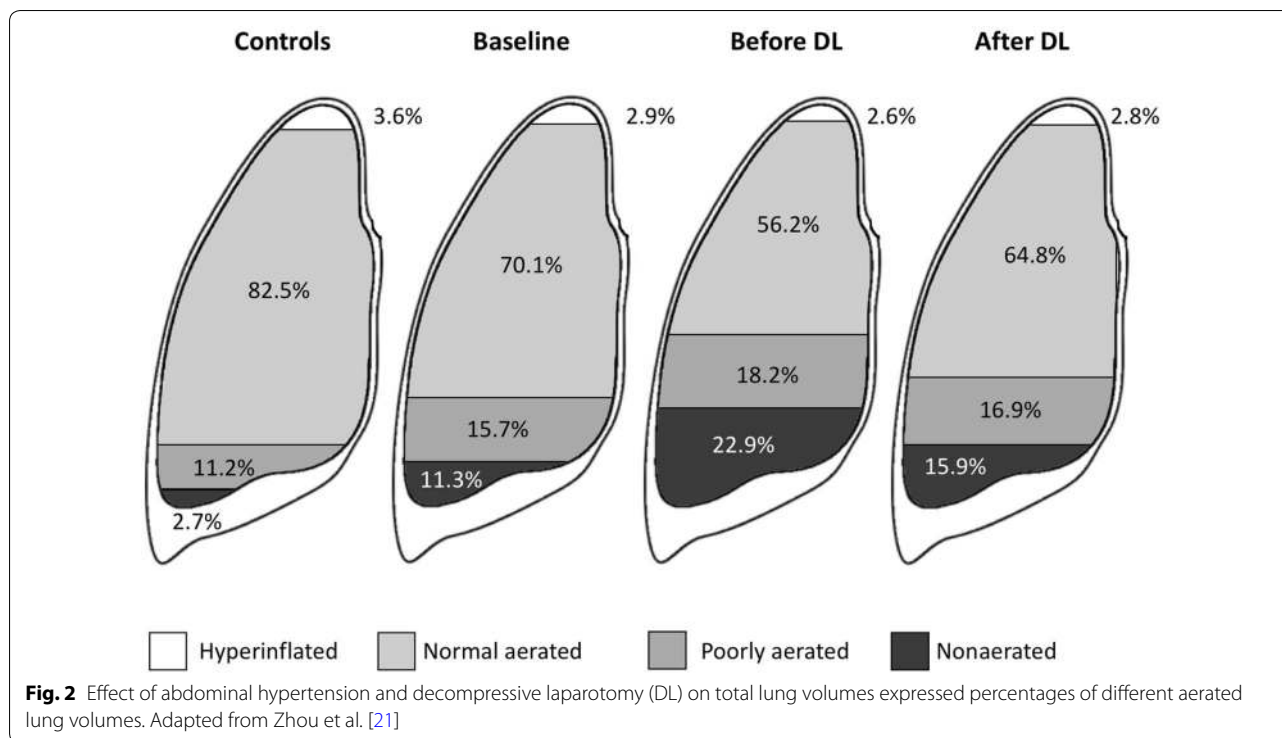 Controls Baseline Before DL After DL
3.6% 2.9% 2.6% 2.8%
82.5% 70.1% 56.2% 64.8%
11.2% 15.7% 18.2% 16.9%
2.7% 11.3% 22.9% 15.9%
Hyperinflated Normal aerated Poorly aerated Nonaerated
Fig. 2 Effect of abdominal hypertension and decompressive laparotomy (DL) on total lung volumes expressed percentages of different aerated
lung volumes. Adapted from Zhou et al. [21]